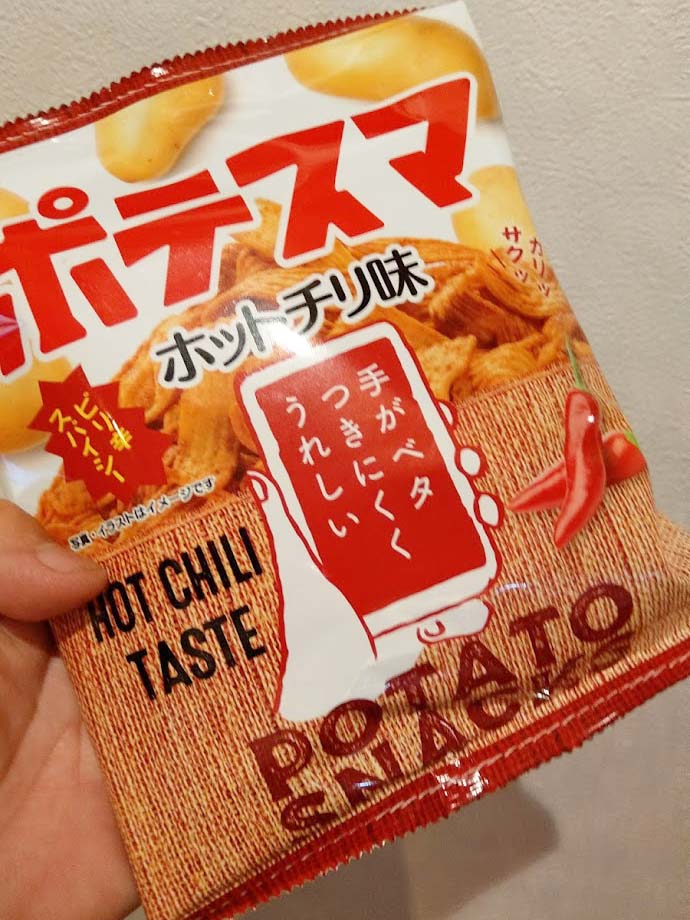 ポテスマ
カリッ
サクッ
ホットチリ味
ピリ辛
スパイシー
手がベタ
つきにくく
うれしい
写真・イラストはイメージです
HOT CHILI
TASTE
POTATO
SNACKS